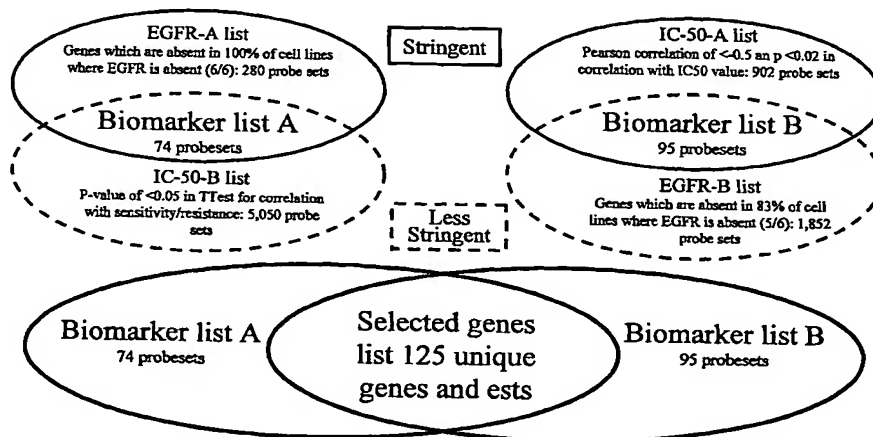 EGFR-A list
Genes which are absent in 100% of cell lines
where EGFR is absent (6/6): 280 probe sets
Biomarker list A
74 probesets
IC-50-B list
P-value of <0.05 in TTest for correlation
with sensitivity/resistance: 5,050 probe
sets
Stringent
Less
Stringent
IC-50-A list
Pearson correlation of <-0.5 an p <0.02 in
correlation with IC50 value: 902 probe sets
Biomarker list B
95 probesets
EGFR-B list
Genes which are absent in 83% of cell
lines where EGFR is absent (5/6): 1,852
probe sets
Biomarker list A
74 probesets
Selected genes
list 125 unique
genes and ests
Biomarker list B
95 probesets